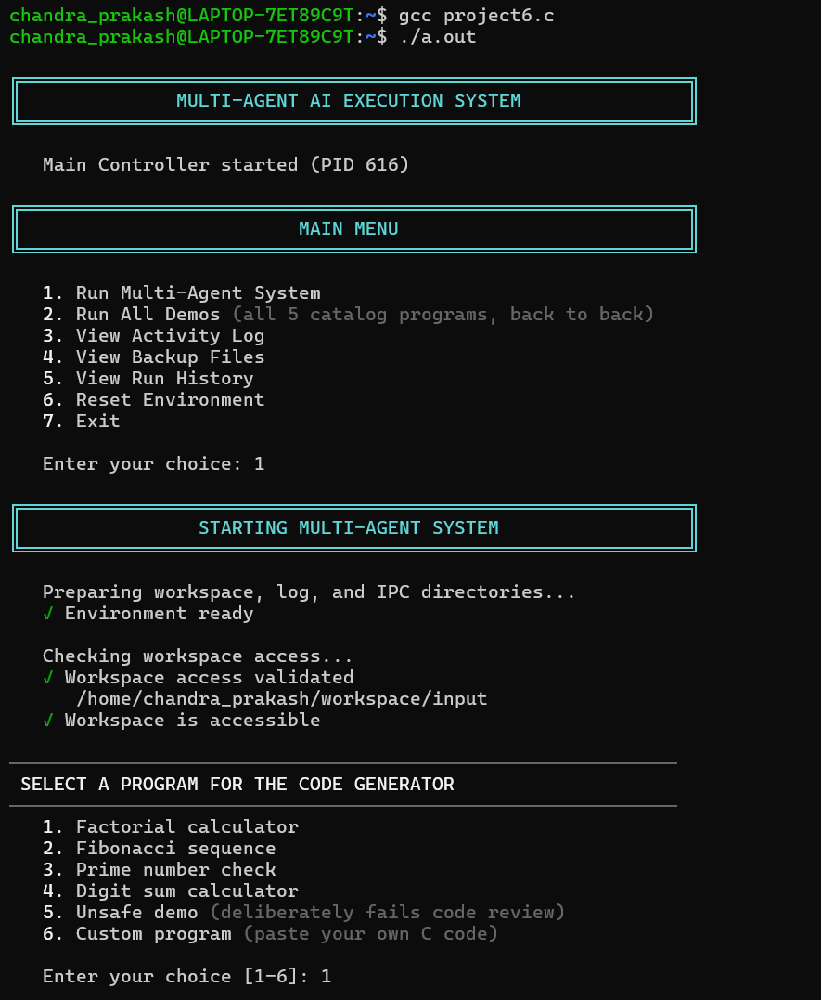 chandra_prakash@LAPTOP-7ET89C9T:~$ gcc project6.c
chandra_prakash@LAPTOP-7ET89C9T:~$ ./a.out
MULTI-AGENT AI EXECUTION SYSTEM
Main Controller started (PID 616)
MAIN MENU
1. Run Multi-Agent System
2. Run All Demos (all 5 catalog programs, back to back)
3. View Activity Log
4. View Backup Files
5. View Run History
6. Reset Environment
7. Exit
Enter your choice: 1
STARTING MULTI-AGENT SYSTEM
Preparing workspace, log, and IPC directories...
✓ Environment ready
Checking workspace access...
✓ Workspace access validated
/home/chandra_prakash/workspace/input
✓ Workspace is accessible
SELECT A PROGRAM FOR THE CODE GENERATOR
1. Factorial calculator
2. Fibonacci sequence
3. Prime number check
4. Digit sum calculator
5. Unsafe demo (deliberately fails code review)
6. Custom program (paste your own C code)
Enter your choice [1-6]: 1